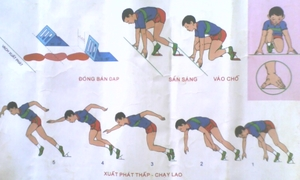 ĐÓNG BÀN ĐẠP
SẴN SÀNG
VÀO CHỖ
5
4
3
2
1
XUẤT PHÁT THẤP - CHẠY LAO